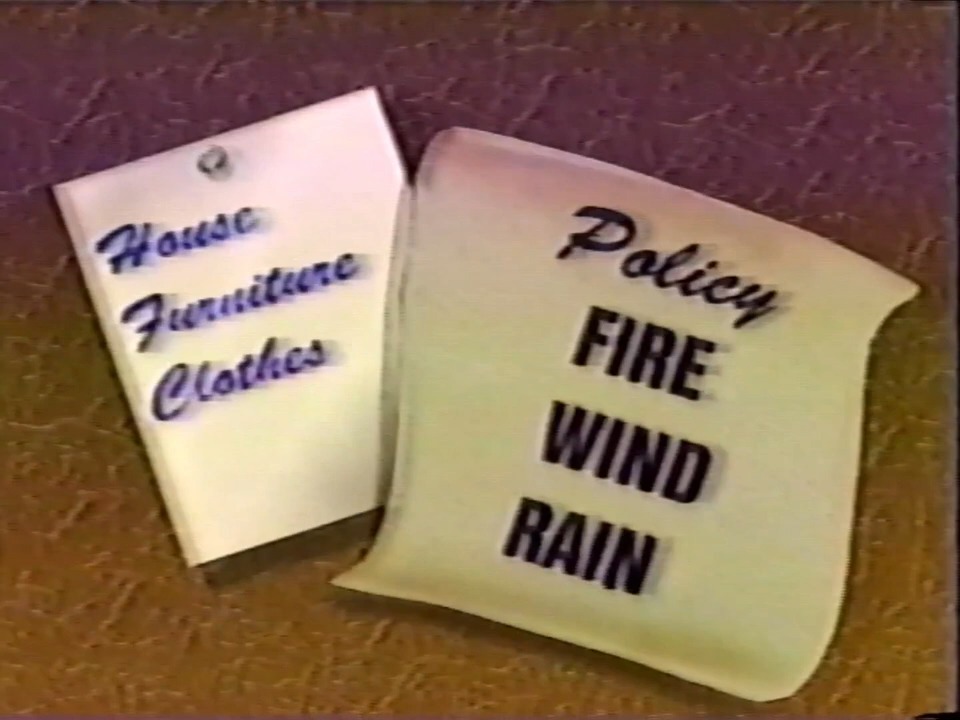 House
Furniture
Clothes
Policy
FIRE
WIND
RAIN